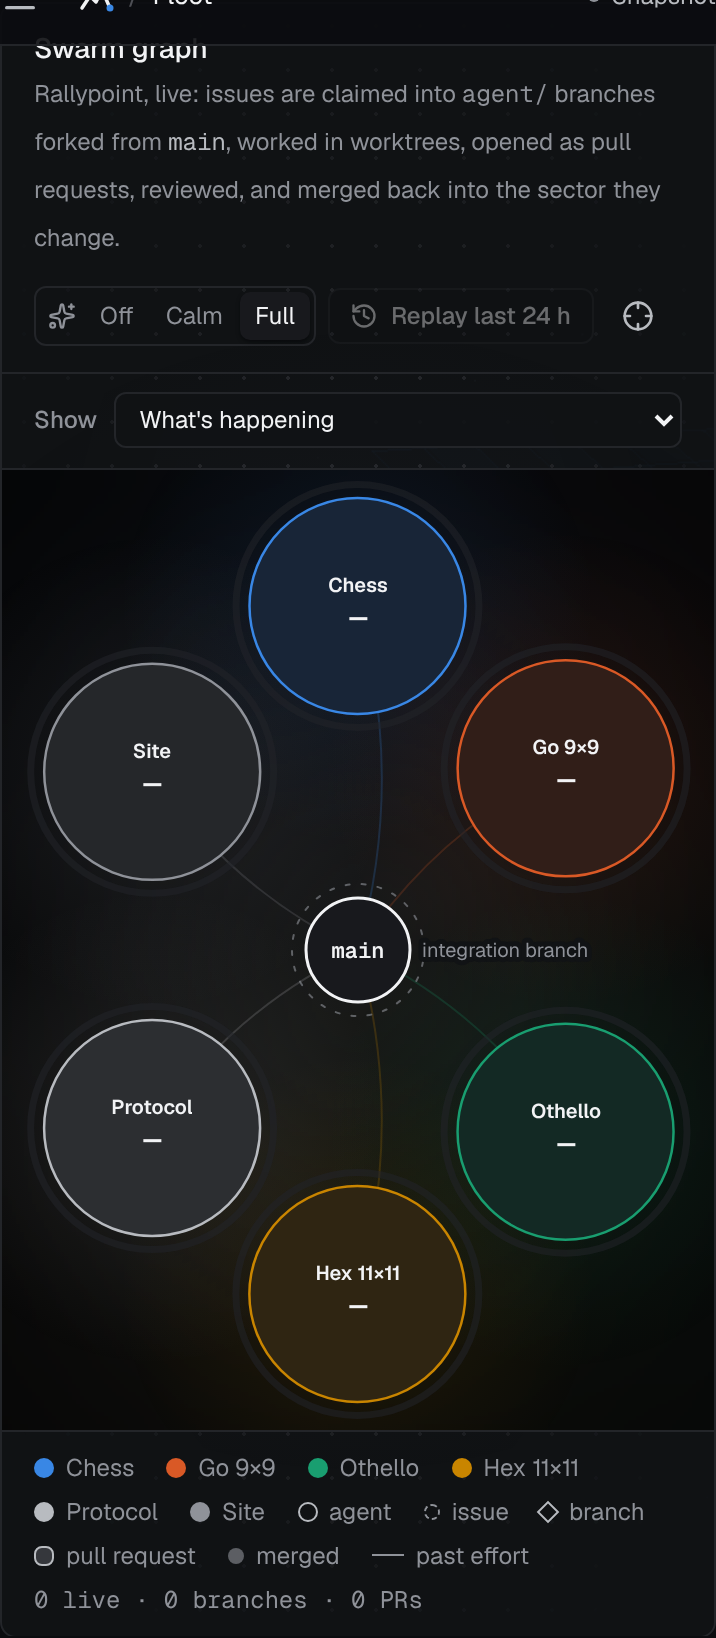 Swarm graph
Rallypoint, live: issues are claimed into agent/ branches
forked from main, worked in worktrees, opened as pull
requests, reviewed, and merged back into the sector they
change.
Off Calm Full Replay last 24 h
Show What's happening
Chess
—
Site
—
Go 9×9
—
main integration branch
Protocol
—
Othello
—
Hex 11×11
—
Chess Go 9×9 Othello Hex 11×11
Protocol Site agent issue branch
pull request merged past effort
0 live · 0 branches · 0 PRs